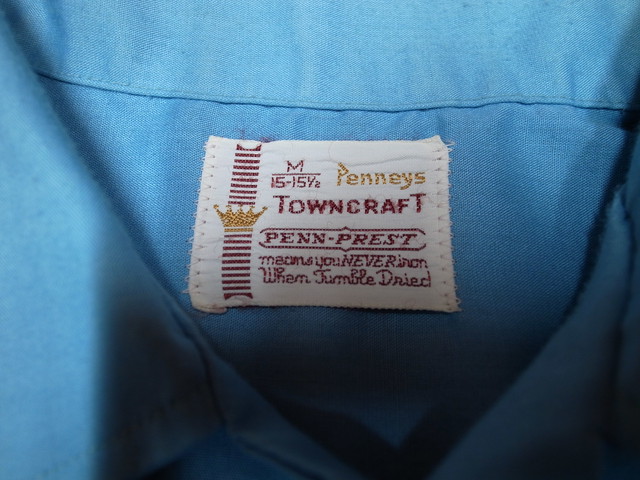 M
15-15½ Penneys
TOWNCRAFT
PENN-PREST
means you NEVER iron
When Tumble Dried